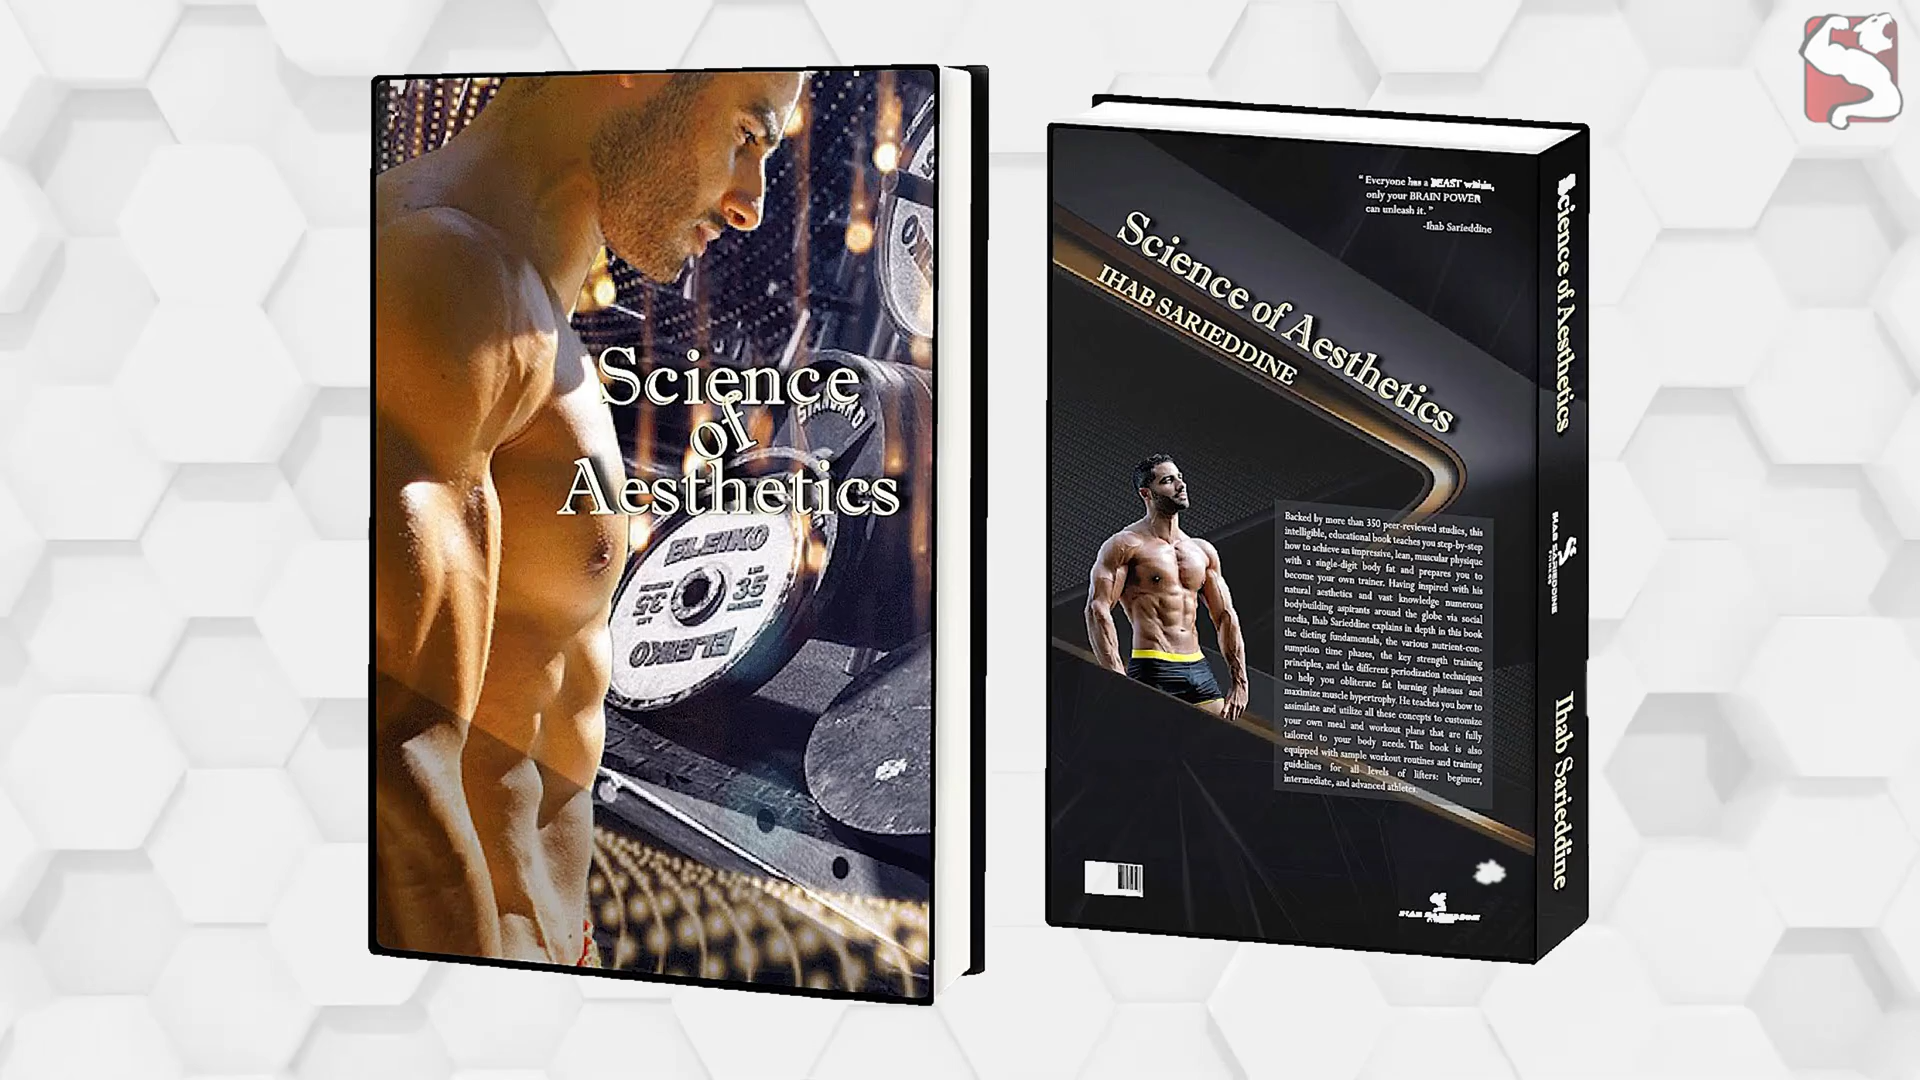 Science
of
Aesthetics
STANDARD
ELEIKO
35
35
ELEIKO
" Everyone has a BEAST within,
only your BRAIN POWER
can unleash it. "
-Ihab Sarieddine
Science of Aesthetics
IHAB SARIEDDINE
Backed by more than 350 peer-reviewed studies, this
intelligible, educational book teaches you step-by-step
how to achieve an impressive, lean, muscular physique
with a single-digit body fat and prepares you to
become your own trainer. Having inspired with his
natural aesthetics and vast knowledge numerous
bodybuilding aspirants around the globe via social
media, Ihab Sarieddine explains in depth in this book
the dieting fundamentals, the various nutrient-con-
sumption time phases, the key strength training
principles, and the different periodization techniques
to help you obliterate fat burning plateaus and
maximize muscle hypertrophy. He teaches you how to
assimilate and utilize all these concepts to customize
your own meal and workout plans that are fully
tailored to your body needs. The book is also
equipped with sample workout routines and training
guidelines for all levels of lifters: beginner,
intermediate, and advanced athletes.
Science of Aesthetics
Ihab Sarieddine